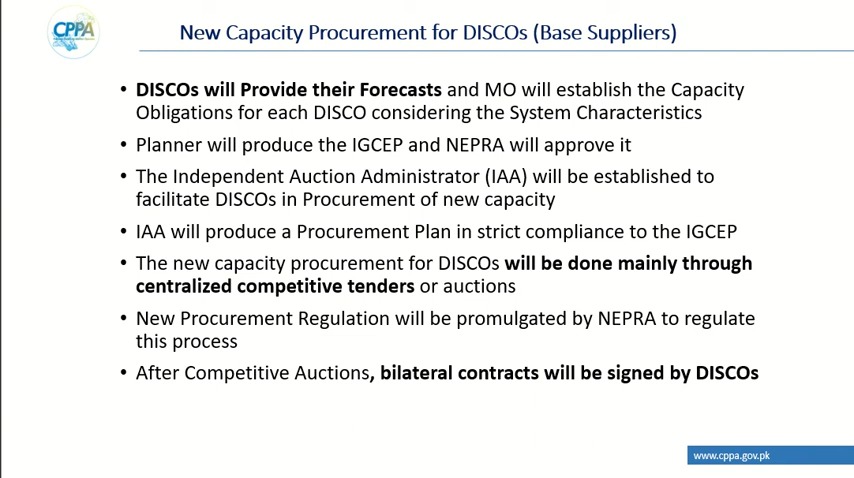 CPPA
New Capacity Procurement for DISCOs (Base Suppliers)
• DISCOs will Provide their Forecasts and MO will establish the Capacity
Obligations for each DISCO considering the System Characteristics
• Planner will produce the IGCEP and NEPRA will approve it
• The Independent Auction Administrator (IAA) will be established to
facilitate DISCOs in Procurement of new capacity
• IAA will produce a Procurement Plan in strict compliance to the IGCEP
• The new capacity procurement for DISCOs will be done mainly through
centralized competitive tenders or auctions
• New Procurement Regulation will be promulgated by NEPRA to regulate
this process
• After Competitive Auctions, bilateral contracts will be signed by DISCOs
www.cppa.gov.pk